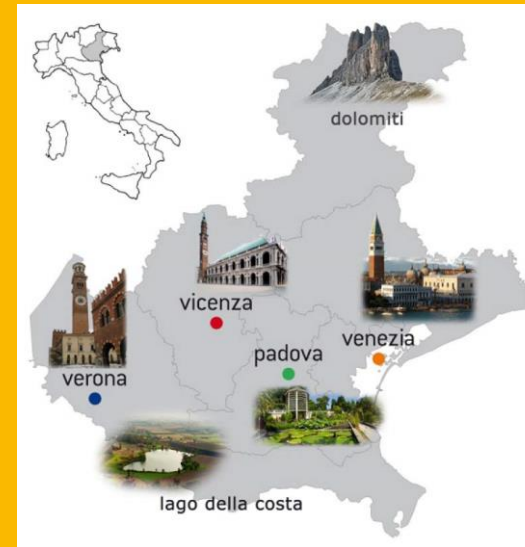 dolomiti
vicenza
venezia
padova
verona
lago della costa